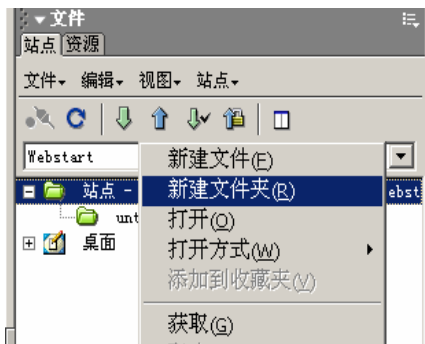 文件
站点 资源
文件 编辑 视图 站点
Webstart
新建文件(F)
站点 - 新建文件夹(R) ebst
unt 打开(O)
桌面 打开方式(W)
添加到收藏夹(V)
获取(G)